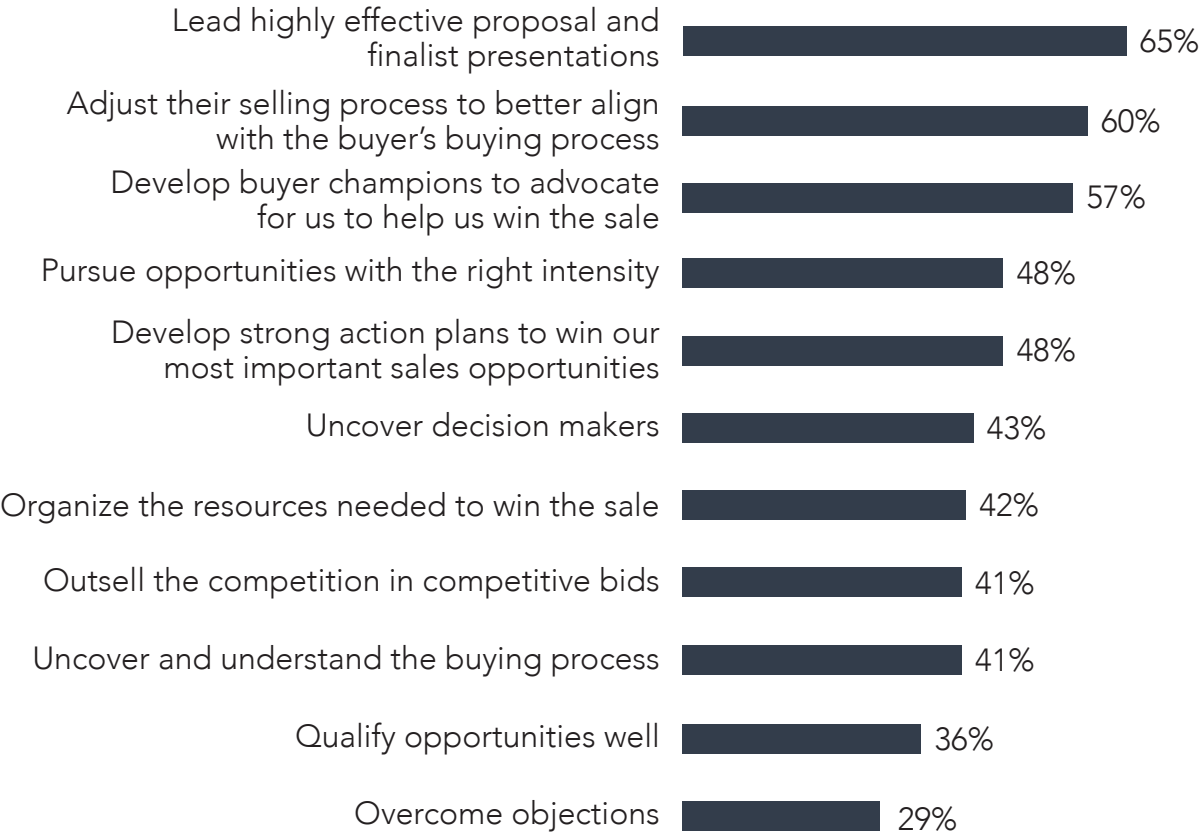 Lead highly effective proposal and
finalist presentations
65%
Adjust their selling process to better align
with the buyer’s buying process
60%
Develop buyer champions to advocate
for us to help us win the sale
57%
Pursue opportunities with the right intensity
48%
Develop strong action plans to win our
most important sales opportunities
48%
Uncover decision makers
43%
Organize the resources needed to win the sale
42%
Outsell the competition in competitive bids
41%
Uncover and understand the buying process
41%
Qualify opportunities well
36%
Overcome objections
29%